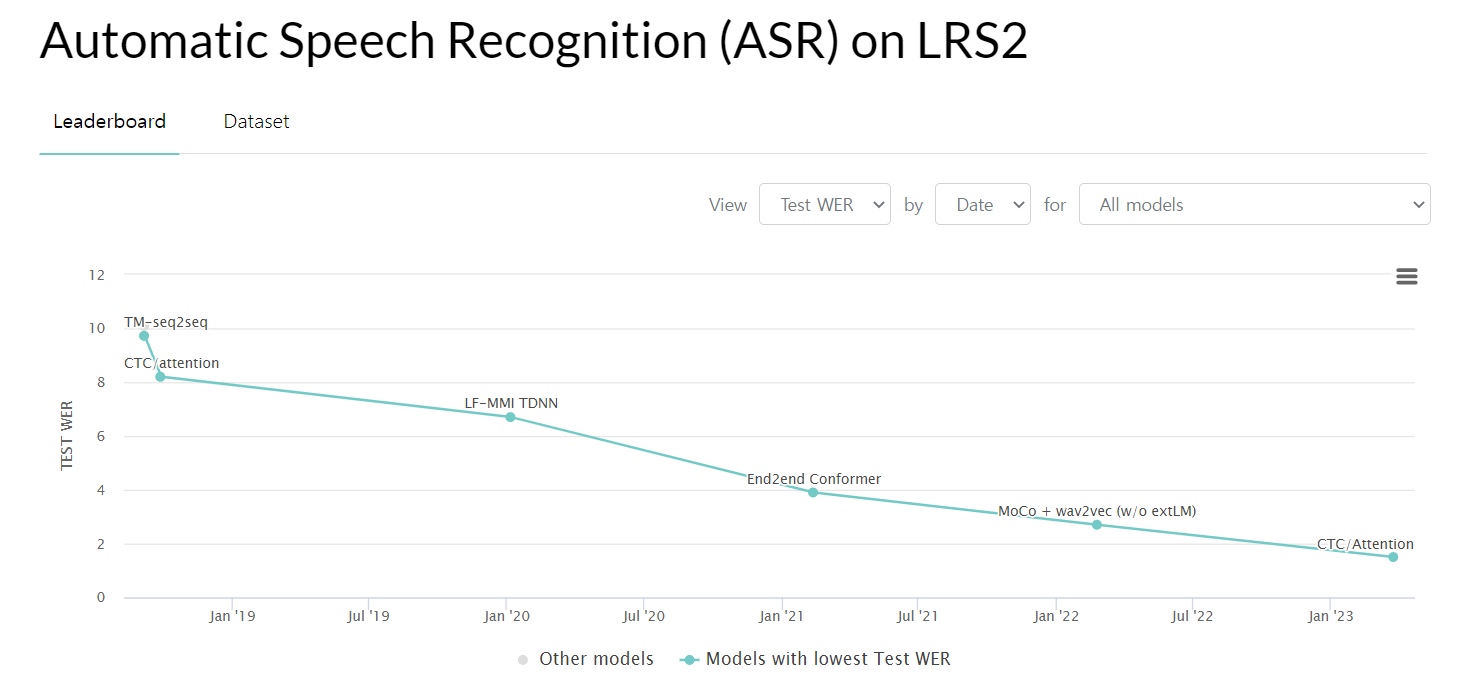 Automatic Speech Recognition (ASR) on LRS2
Leaderboard Dataset
View Test WER by Date for All models
12
TM-seq2seq
10
CTC/attention
8
LF-MMI TDNN
6
End2end Conformer
4
MoCo + wav2vec (w/o extLM)
2
CTC/Attention
0
TEST WER
Jan '19 Jul '19 Jan '20 Jul '20 Jan '21 Jul '21 Jan '22 Jul '22 Jan '23
Other models Models with lowest Test WER